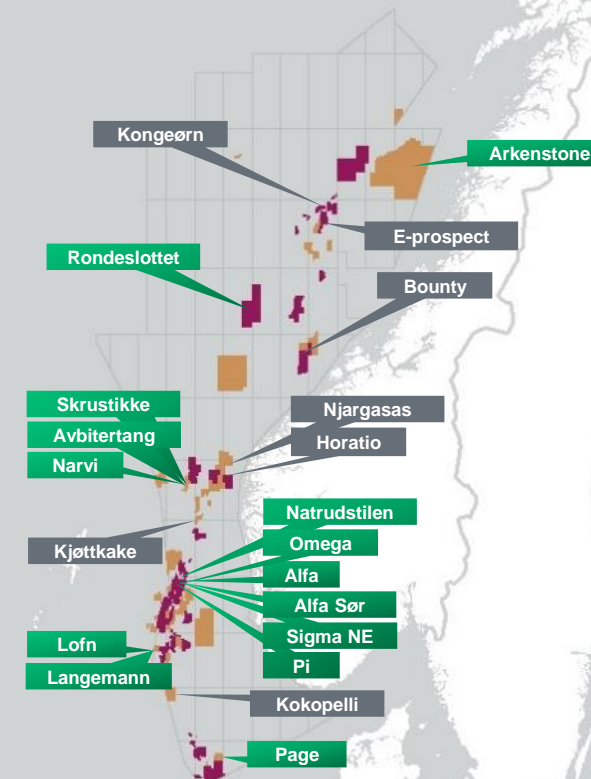 Kongeørn
Arkenstone
E-prospect
Rondeslottet
Bounty
Skrustikke
Avbitertang
Narvi
Njargasas
Horatio
Kjøttkake
Natrudstilen
Omega
Alfa
Alfa Sør
Sigma NE
Pi
Lofn
Langemann
Kokopelli
Page